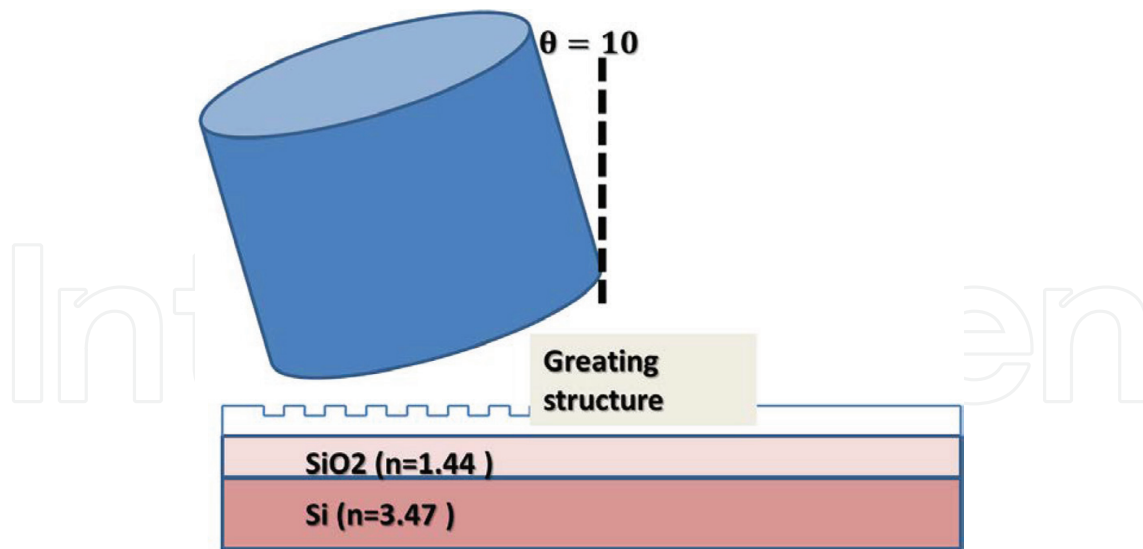 θ = 10
Greating
structure
SiO2 (n=1.44 )
Si (n=3.47 )